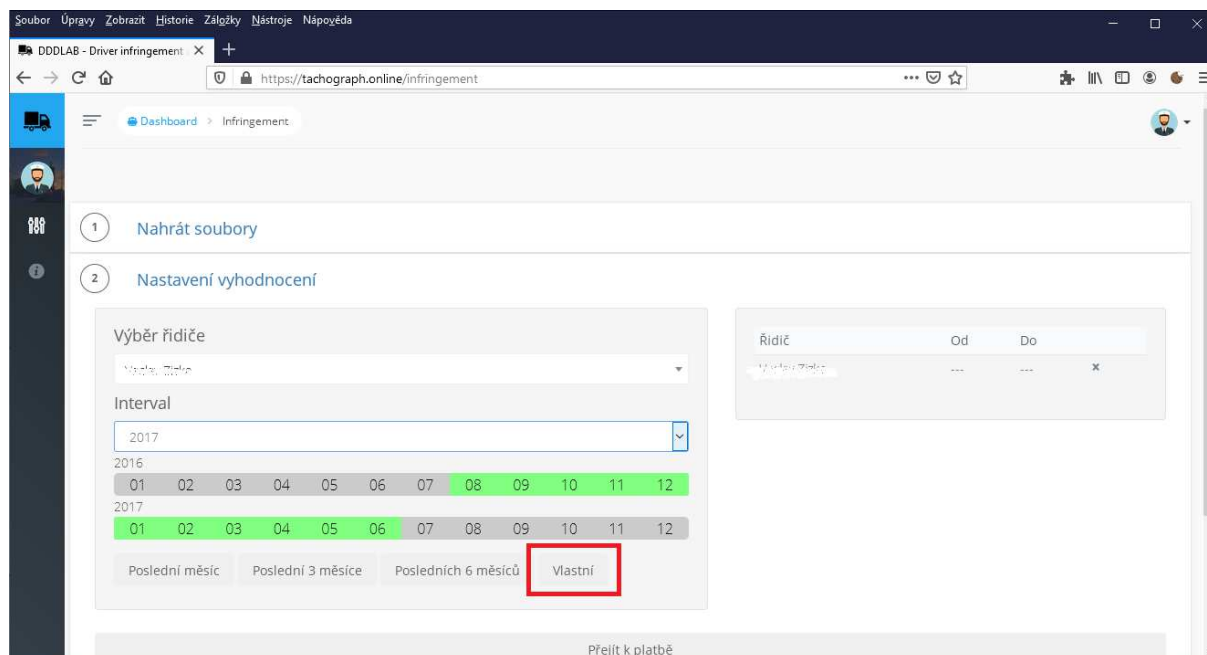 Soubor Úpravy Zobrazit Historie Záložky Nástroje Nápověda
DDDLAB - Driver infringement
https://tachograph.online/infringement
Dashboard > Infringement
1 Nahrát soubory
2 Nastavení vyhodnocení
Výběr řidiče
Interval
2017
2016
01 02 03 04 05 06 07 08 09 10 11 12
2017
01 02 03 04 05 06 07 08 09 10 11 12
Poslední měsíc Poslední 3 měsíce Posledních 6 měsíců Vlastní
Řidič Od Do
--- --- ×
Přejít k platbě